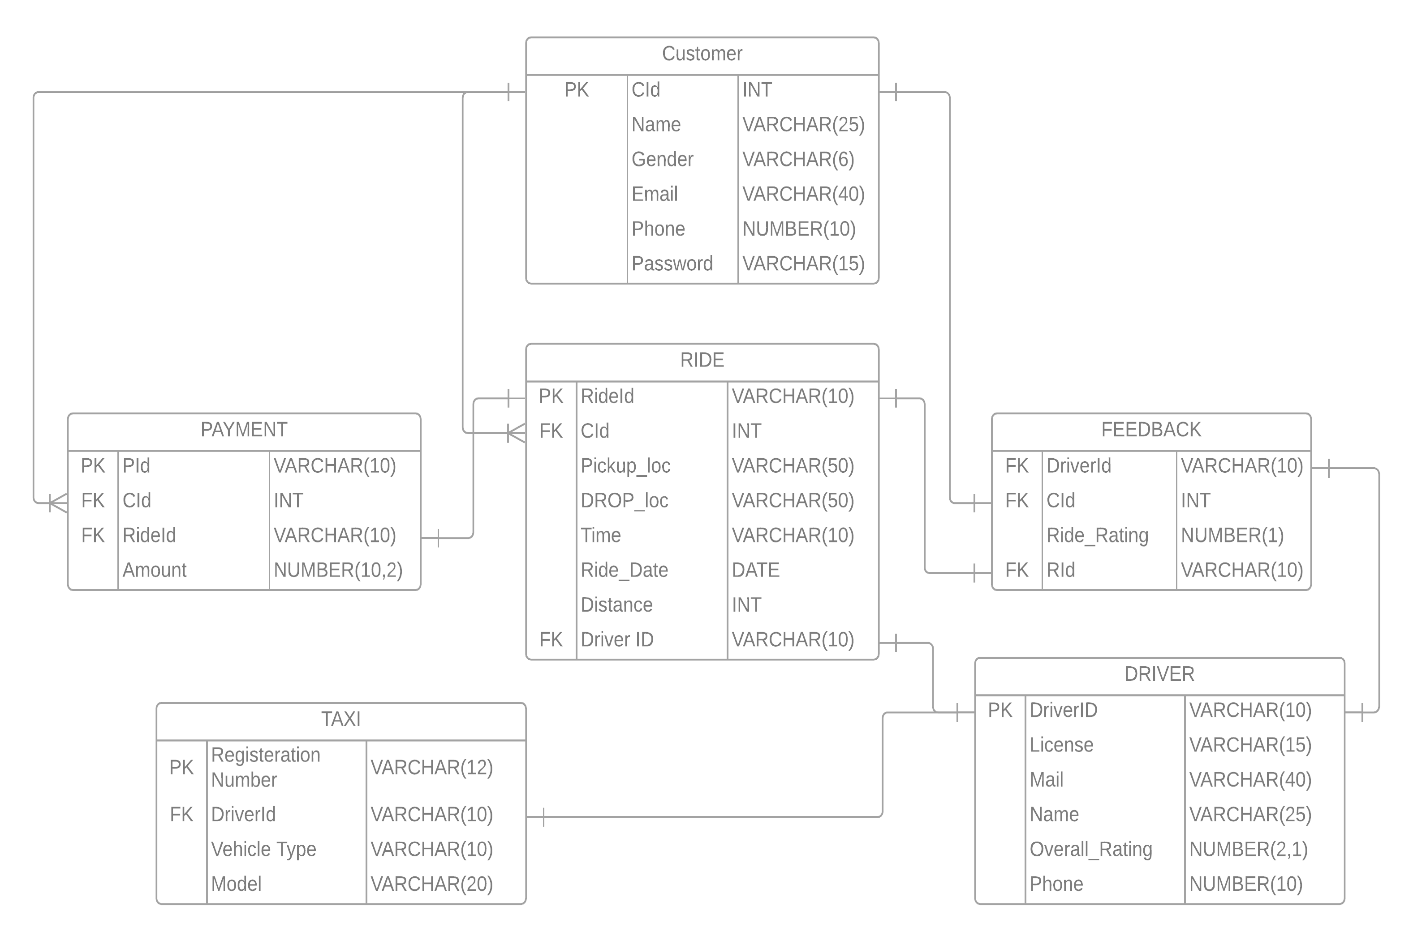 Customer
PK CId INT
Name VARCHAR(25)
Gender VARCHAR(6)
Email VARCHAR(40)
Phone NUMBER(10)
Password VARCHAR(15)
RIDE
PK RideId VARCHAR(10)
FK CId INT
Pickup_loc VARCHAR(50)
DROP_loc VARCHAR(50)
Time VARCHAR(10)
Ride_Date DATE
Distance INT
FK Driver ID VARCHAR(10)
PAYMENT
PK PId VARCHAR(10)
FK CId INT
FK RideId VARCHAR(10)
Amount NUMBER(10,2)
FEEDBACK
FK DriverId VARCHAR(10)
FK CId INT
Ride_Rating NUMBER(1)
FK RId VARCHAR(10)
TAXI
PK Registeration
Number VARCHAR(12)
FK DriverId VARCHAR(10)
Vehicle Type VARCHAR(10)
Model VARCHAR(20)
DRIVER
PK DriverID VARCHAR(10)
License VARCHAR(15)
Mail VARCHAR(40)
Name VARCHAR(25)
Overall_Rating NUMBER(2,1)
Phone NUMBER(10)